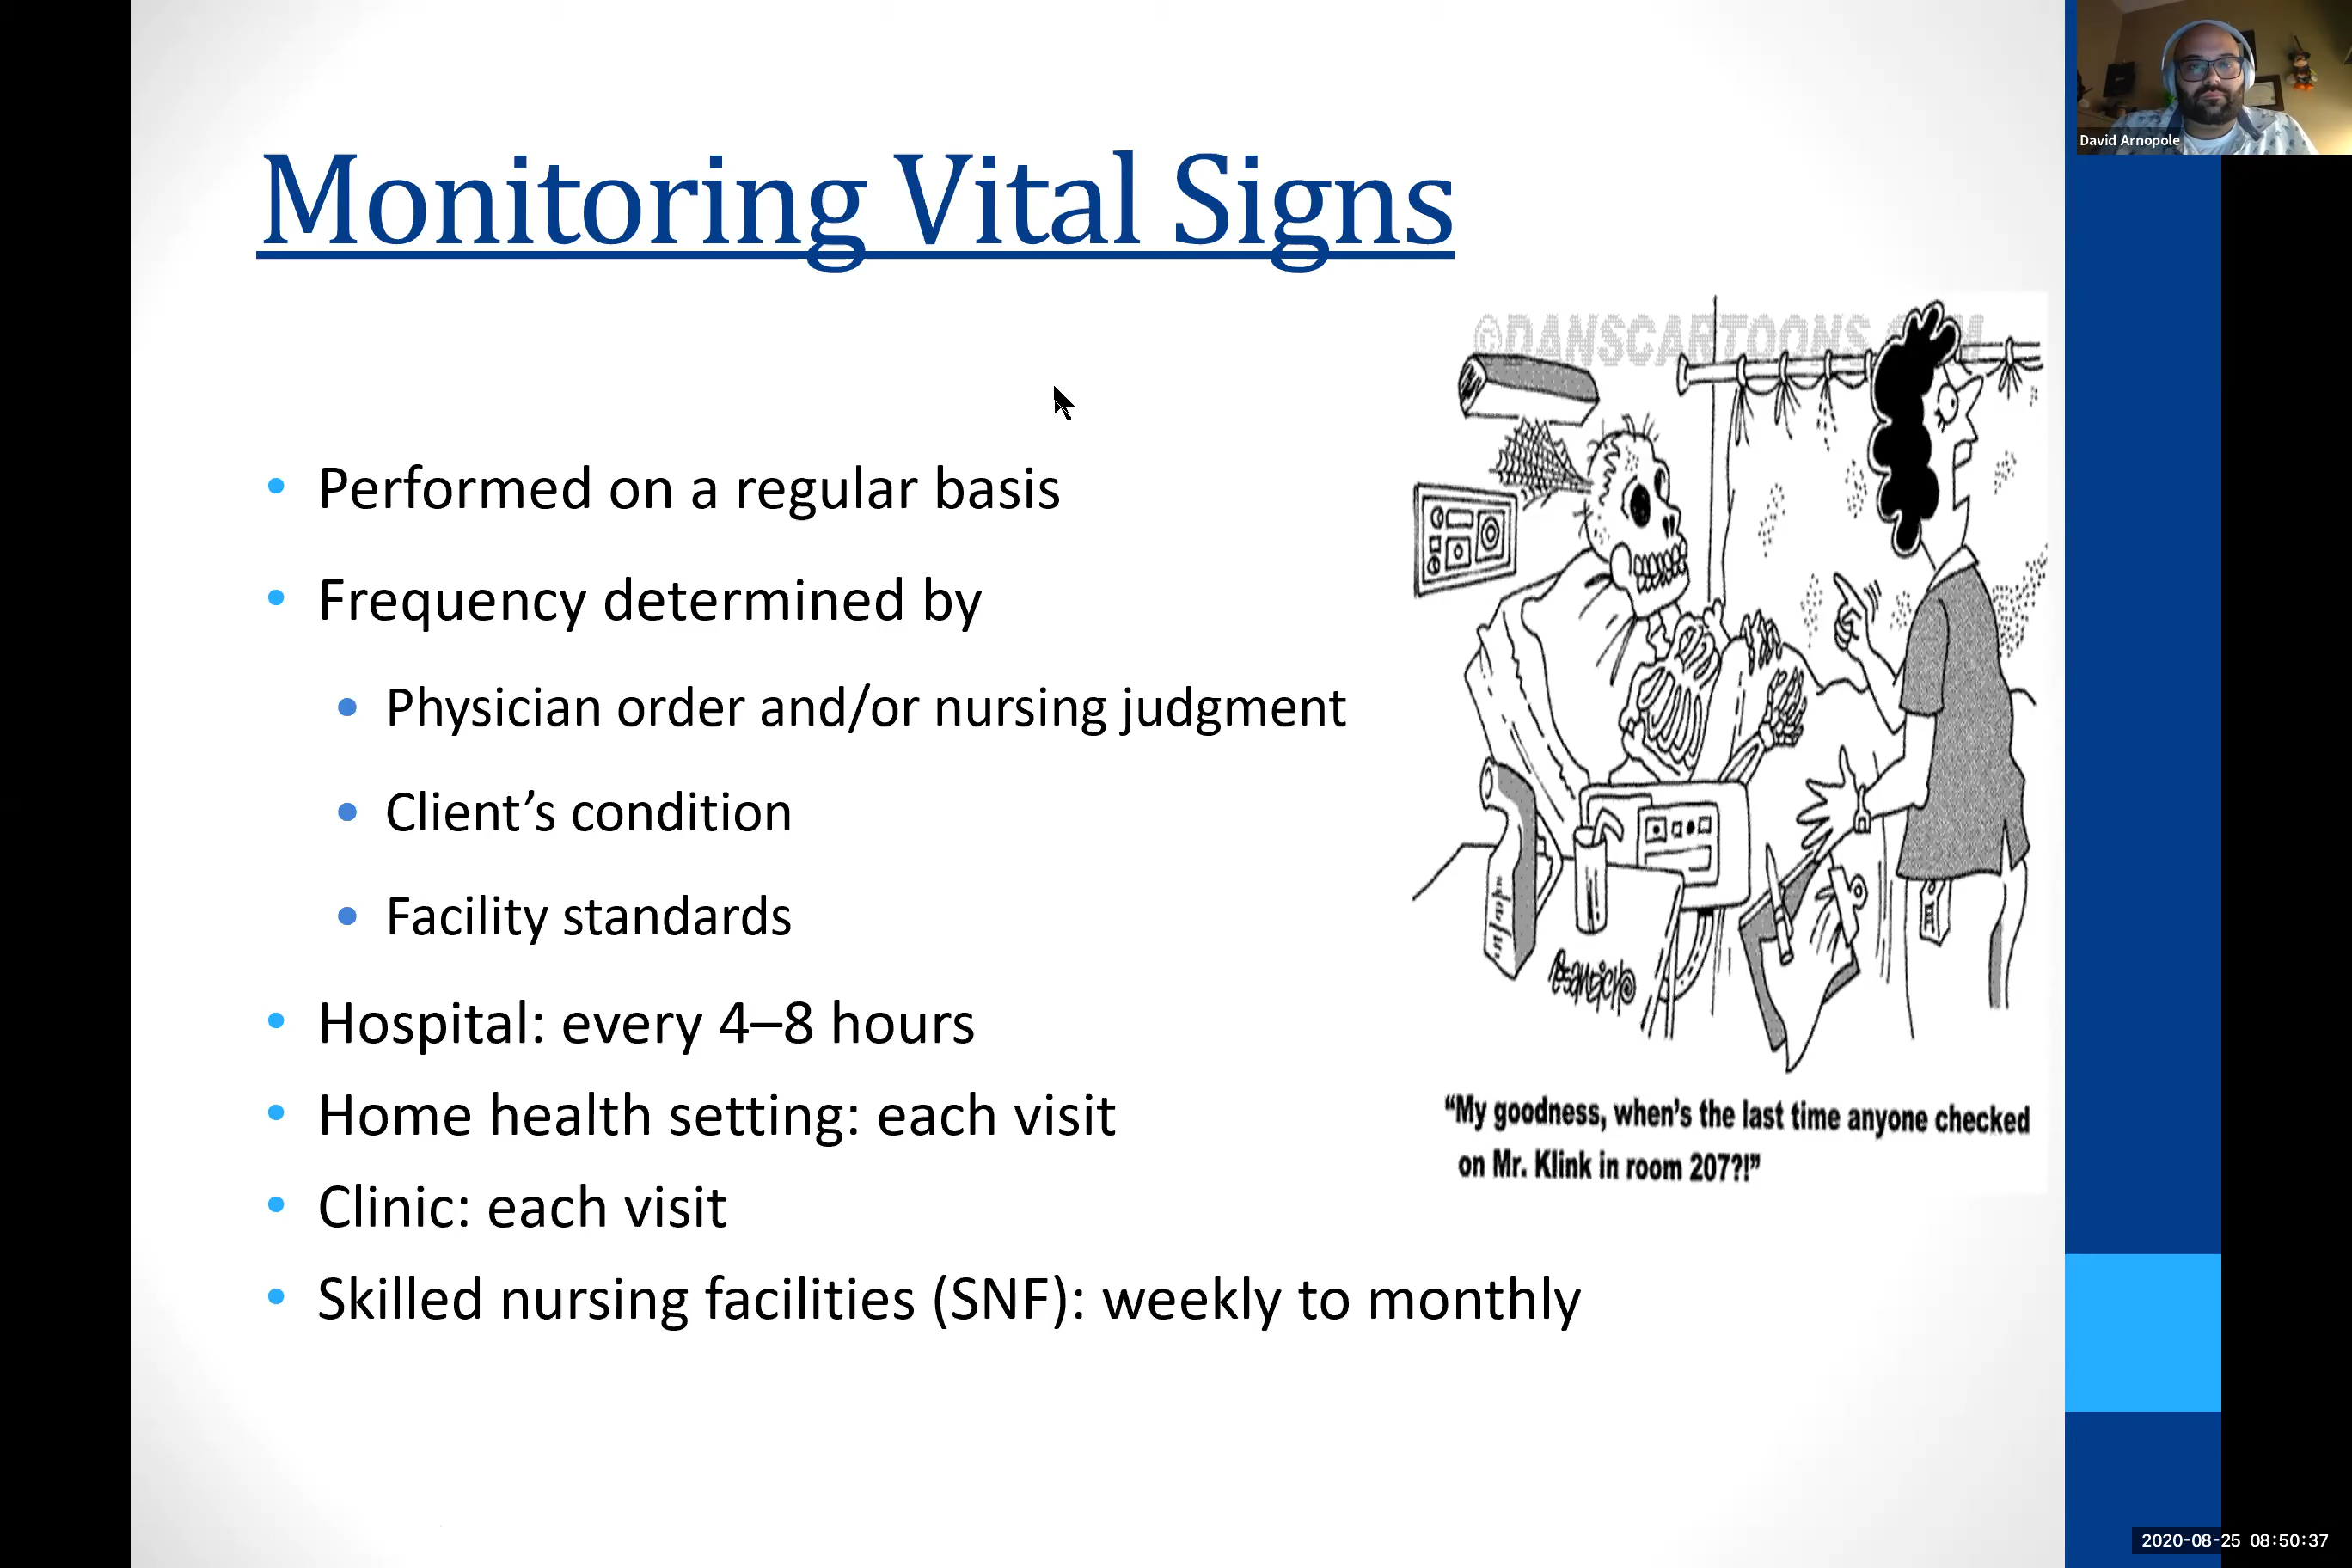 David Arnopole
Monitoring Vital Signs
©DANSCARTOONS.COM
• Performed on a regular basis
• Frequency determined by
• Physician order and/or nursing judgment
• Client’s condition
• Facility standards
• Hospital: every 4–8 hours
• Home health setting: each visit
• Clinic: each visit
• Skilled nursing facilities (SNF): weekly to monthly
“My goodness, when’s the last time anyone checked
on Mr. Klink in room 207?!”
2020-08-25 08:50:37